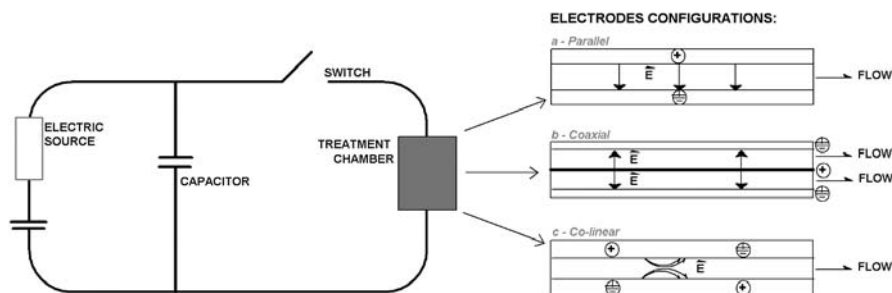 ELECTRODES CONFIGURATIONS:
a - Parallel
+
E
FLOW
SWITCH
ELECTRIC
SOURCE
CAPACITOR
TREATMENT
CHAMBER
b - Coaxial
E
FLOW
+
E
FLOW
c - Co-linear
+
E
FLOW
+